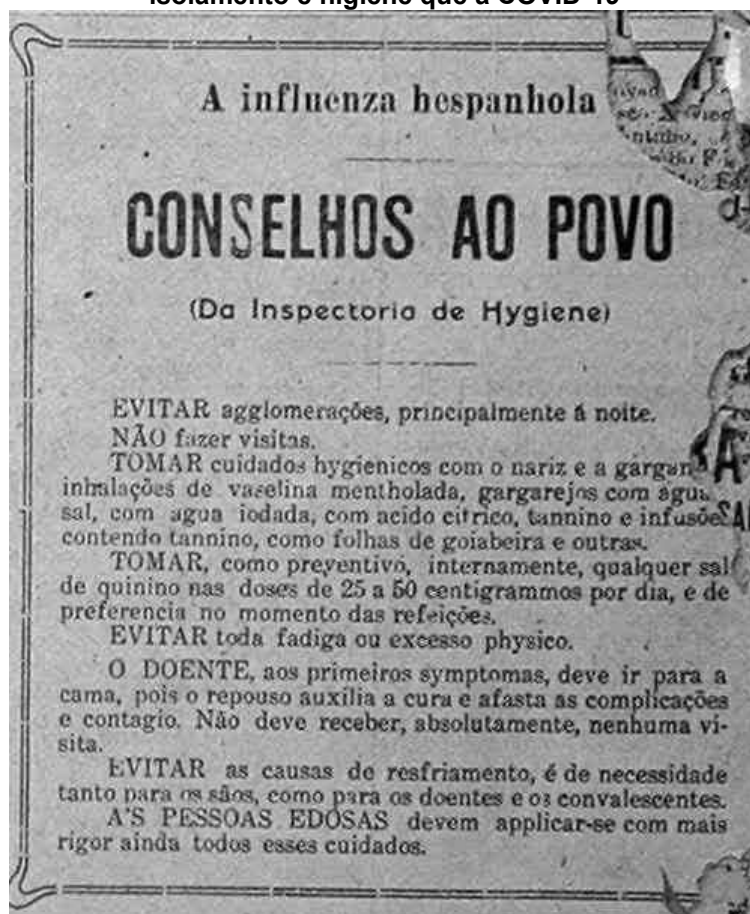 isolamento e higiene que a COVID-19
A influenza hespanhola
CONSELHOS AO POVO
(Da Inspectoria de Hygiene)
EVITAR agglomerações, principalmente á noite.
NÃO fazer visitas.
TOMAR cuidados hygienicos com o nariz e a
inhalações de vaselina mentholada, gargarejos com agua
sal, com agua iodada, com acido citrico, tannino e infusões
contendo tannino, como folhas de goiabeira e outras.
TOMAR, como preventivo, internamente, qualquer sal
de quinino nas doses de 25 a 50 centigrammos por dia, e de
preferencia no momento das refeições.
EVITAR toda fadiga ou excesso physico.
O DOENTE, aos primeiros symptomas, deve ir para a
cama, pois o repouso auxilia a cura e afasta as complicações
e contagio. Não deve receber, absolutamente, nenhuma vi-
sita.
EVITAR as causas de resfriamento, é de necessidade
tanto para os sãos, como para os doentes e os convalescentes.
A'S PESSOAS EDOSAS devem applicar-se com mais
rigor ainda todos esses cuidados.